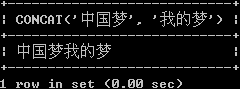 CONCAT('中国梦', '我的梦')
中国梦我的梦
1 row in set (0.00 sec)